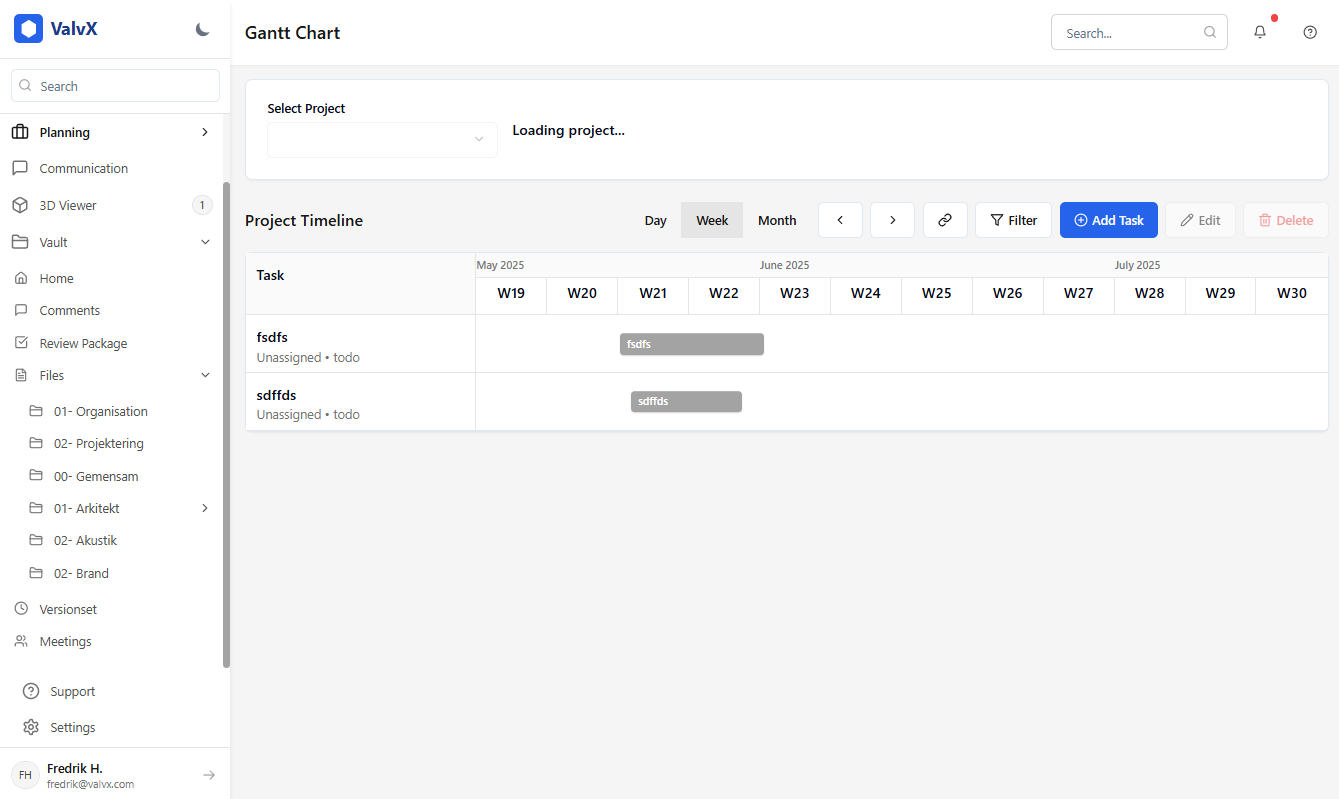 ValvX
Search
Planning
Communication
3D Viewer
1
Vault
Home
Comments
Review Package
Files
01- Organisation
02- Projektering
00- Gemensam
01- Arkitekt
02- Akustik
02- Brand
Versionset
Meetings
Support
Settings
FH
Fredrik H.
fredrik@valvx.com
Gantt Chart
Search...
Select Project
Loading project...
Project Timeline
Day Week Month
Filter
Add Task
Edit
Delete
Task
May 2025 June 2025 July 2025
W19 W20 W21 W22 W23 W24 W25 W26 W27 W28 W29 W30
fsdfs
Unassigned • todo
fsdfs
sdffds
Unassigned • todo
sdffds